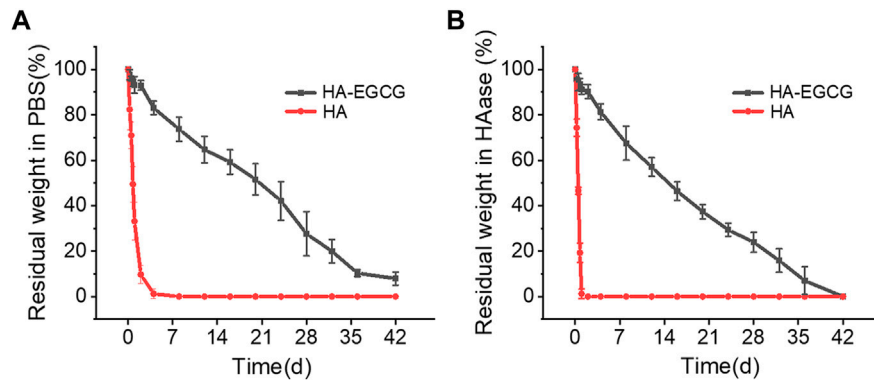 A
Residual weight in PBS(%)
100
80
60
40
20
0
HA-EGCG
HA
0 7 14 21 28 35 42
Time(d)
B
Residual weight in HAase (%)
100
80
60
40
20
0
HA-EGCG
HA
0 7 14 21 28 35 42
Time(d)